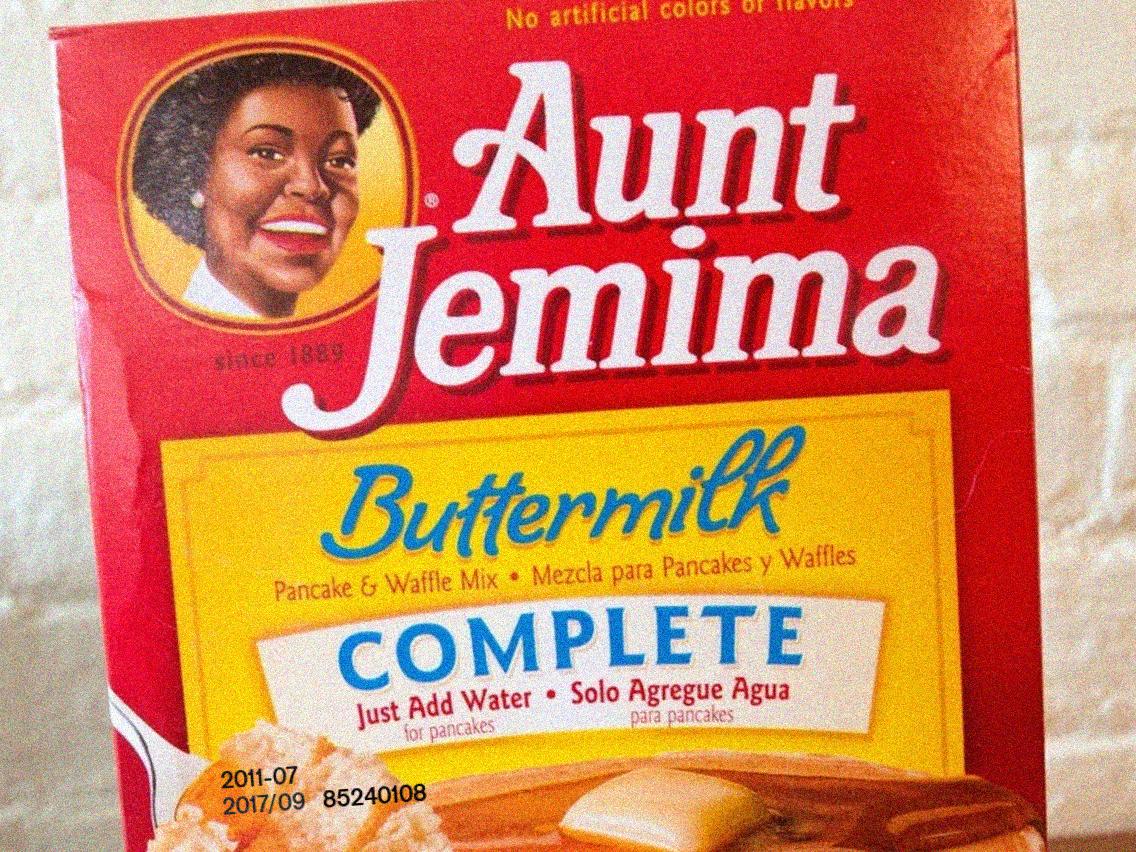 No artificial colors or flavors
Aunt
Jemima
®
since 1889
Buttermilk
Pancake & Waffle Mix • Mezcla para Pancakes y Waffles
COMPLETE
Just Add Water • Solo Agregue Agua
for pancakes para pancakes
2011-07
2017/09 85240108